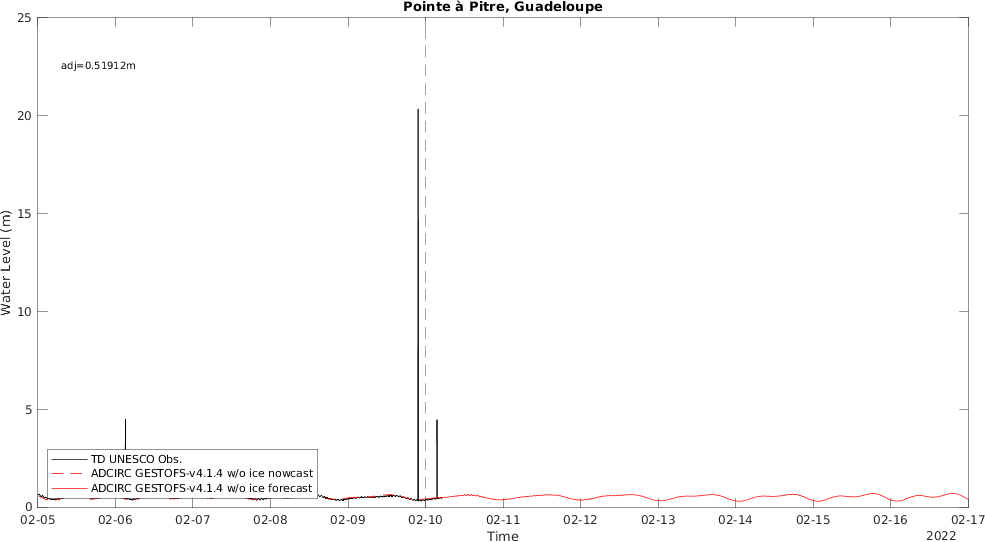 Pointe à Pitre, Guadeloupe
25
adj=0.51912m
20
15
Water Level (m)
10
5
TD UNESCO Obs.
ADCIRC GESTOFS-v4.1.4 w/o ice nowcast
ADCIRC GESTOFS-v4.1.4 w/o ice forecast
0
02-05 02-06 02-07 02-08 02-09 02-10 02-11 02-12 02-13 02-14 02-15 02-16 02-17
Time
2022